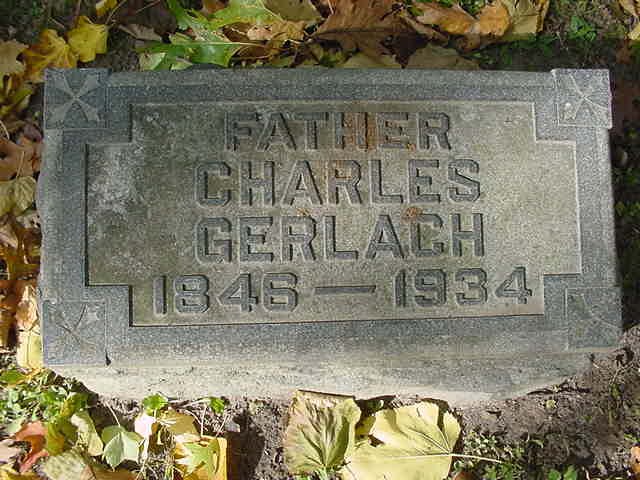 FATHER
CHARLES
GERLACH
1846 — 1934